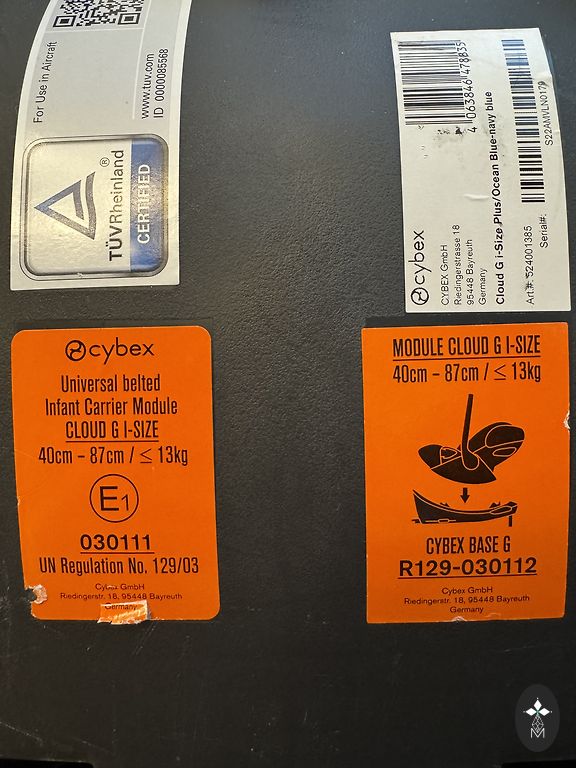 For Use in Aircraft
www.tuv.com
ID 0000085568
TÜVRheinland®
CERTIFIED
4 063846 478835
cybex
CYBEX GmbH
Riedingerstrasse 18
95448 Bayreuth
Germany
Cloud G i-Size Plus/Ocean Blue-navy blue
Art.#: 524001385
Serial#:
cybex
Universal belted
Infant Carrier Module
CLOUD G I-SIZE
40cm – 87cm / ≤ 13kg
E1
030111
UN Regulation No. 129/03
Cybex GmbH
Riedingerstr. 18, 95448 Bayreuth
Germany
MODULE CLOUD G I-SIZE
40cm – 87cm / ≤ 13kg
CYBEX BASE G
R129-030112
Cybex GmbH
Riedingerstr. 18, 95448 Bayreuth
Germany
M